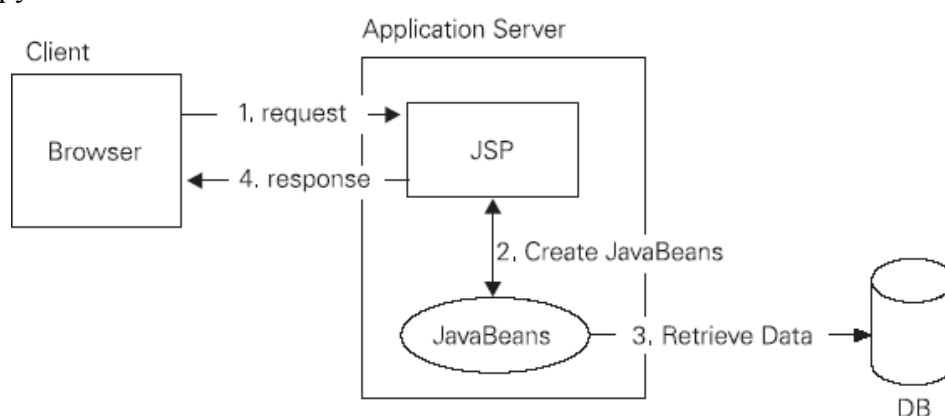 Application Server
Client
1. request
Browser
JSP
4. response
2. Create JavaBeans
JavaBeans
3. Retrieve Data
DB